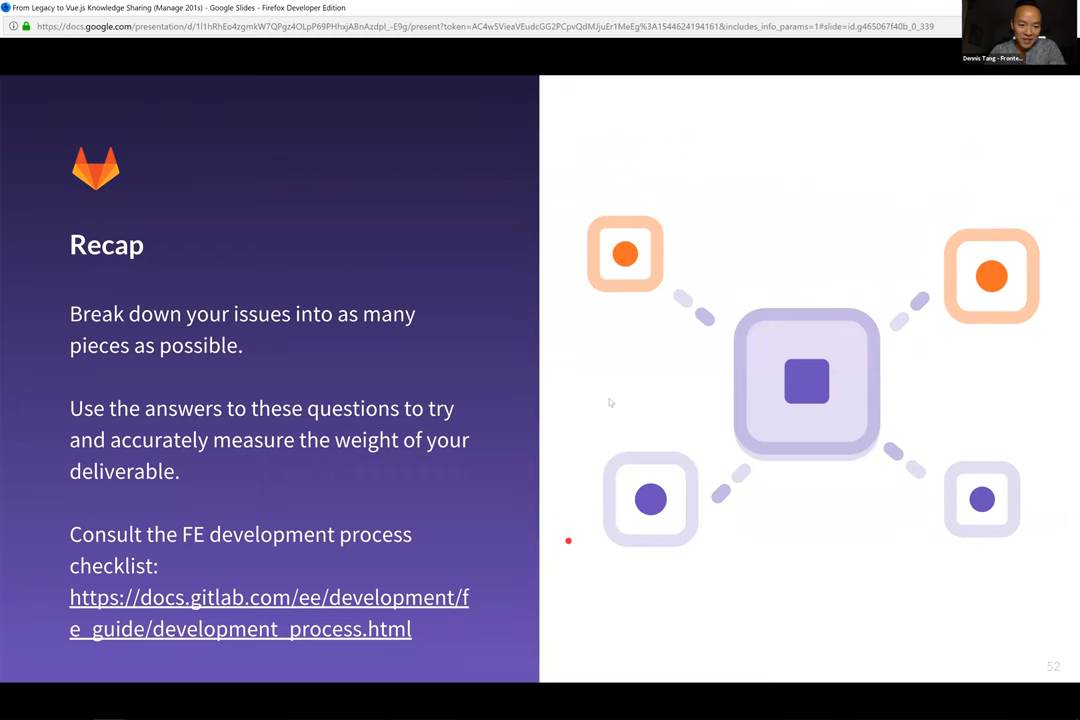 From Legacy to Vue.js Knowledge Sharing (Manage 201s) - Google Slides - Firefox Developer Edition
https://docs.google.com/presentation/d/1l1hRhEo4zgmkW7QPgz4OLpP69PHhxjABnAzdpI_-E9g/present?token=AC4w5VieaVEudcGG2PCpvQdMJuEr1MeEg%3A1544624194161&includes_info_params=1#slide=id.g465067f40b_0_339
Dennis Tang - Fronte...
Recap
Break down your issues into as many
pieces as possible.
Use the answers to these questions to try
and accurately measure the weight of your
deliverable.
Consult the FE development process
checklist:
https://docs.gitlab.com/ee/development/f
e_guide/development_process.html
52